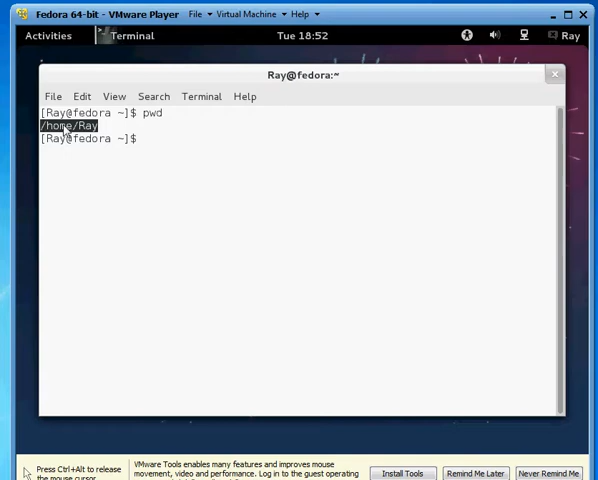 Fedora 64-bit - VMware Player File Virtual Machine Help
Activities Terminal Tue 18:52 Ray
Ray@fedora:~
File Edit View Search Terminal Help
[Ray@fedora ~]$ pwd
/home/Ray
[Ray@fedora ~]$
Press Ctrl+Alt to release
the mouse cursor
VMware Tools enables many features and improves mouse
movement, video and performance. Log in to the guest operating
Install Tools
Remind Me Later
Never Remind Me